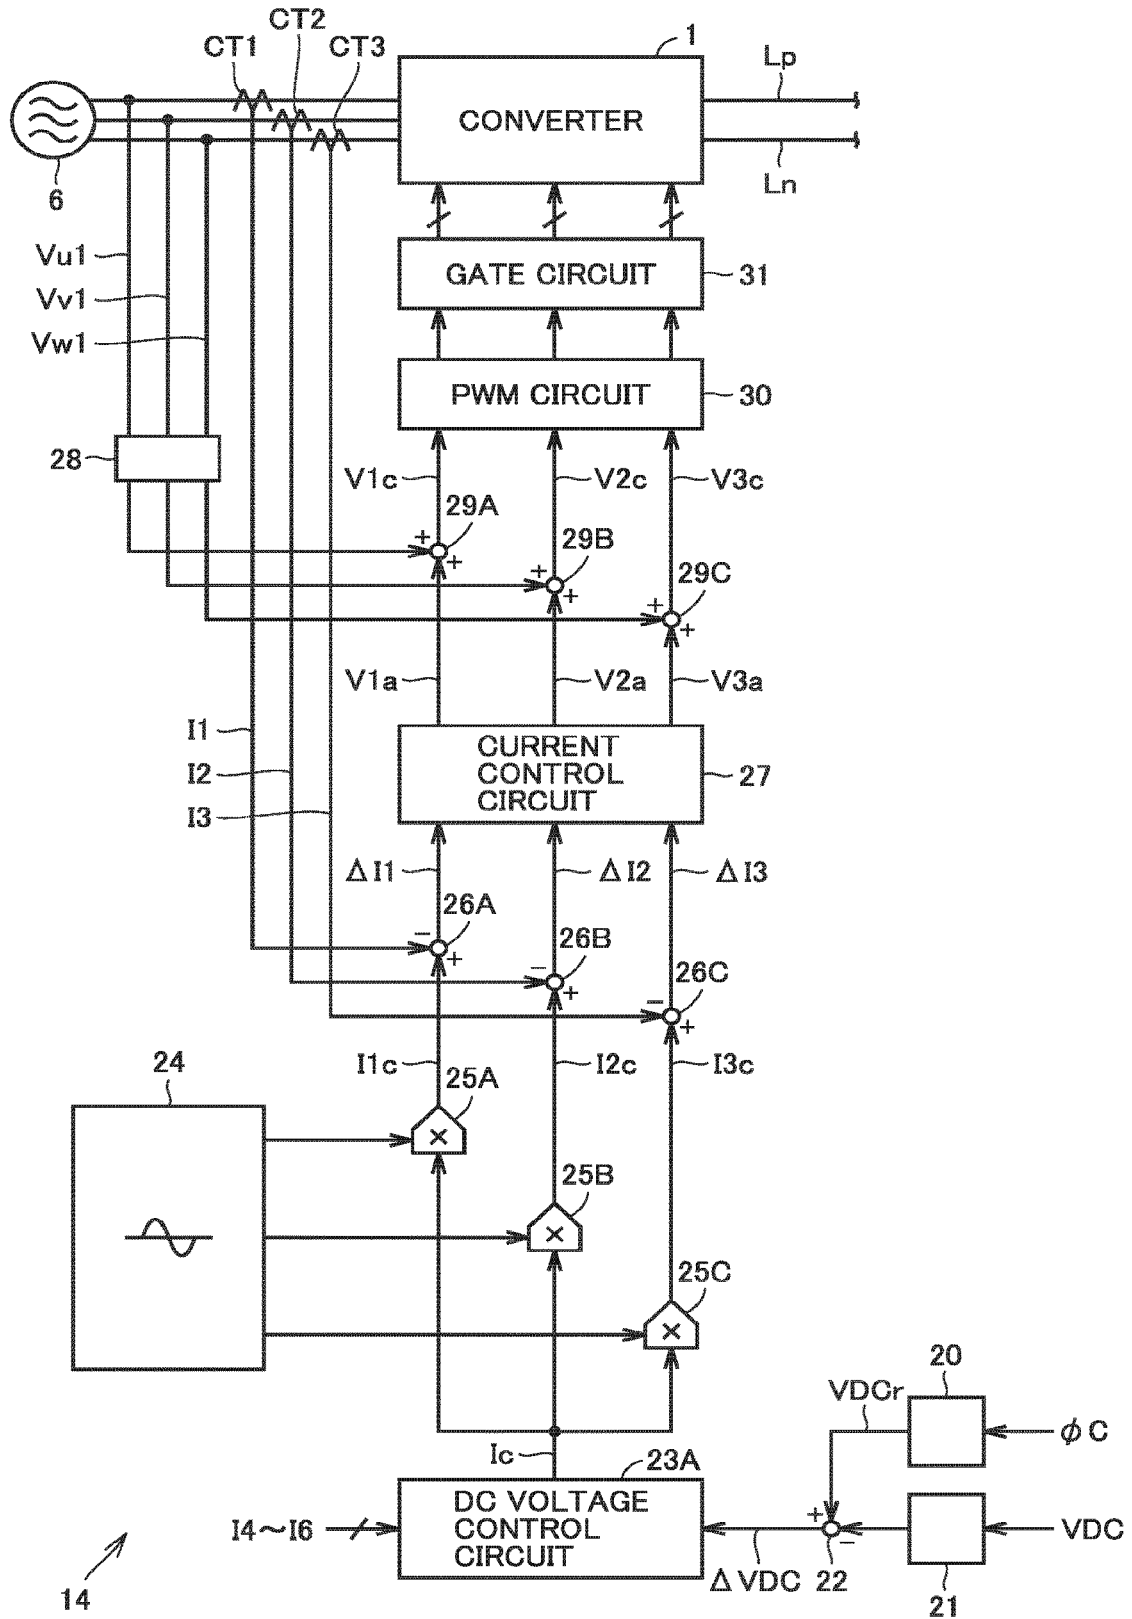 CT2
CT1
CT3
1
Lp
CONVERTER
6
Ln
Vu1
GATE CIRCUIT
31
Vv1
Vw1
PWM CIRCUIT
30
28
V1c
V2c
V3c
29A
+
+
29B
+
+
29C
+
+
V1a
V2a
V3a
I1
I2
I3
CURRENT
CONTROL
CIRCUIT
27
ΔI1
ΔI2
ΔI3
26A
−
+
26B
−
+
26C
−
+
I1c
I2c
I3c
24
25A
×
25B
×
25C
×
20
VDCr
φC
Ic
23A
I4～I6
DC VOLTAGE
CONTROL
CIRCUIT
+
−
VDC
ΔVDC
22
21
14